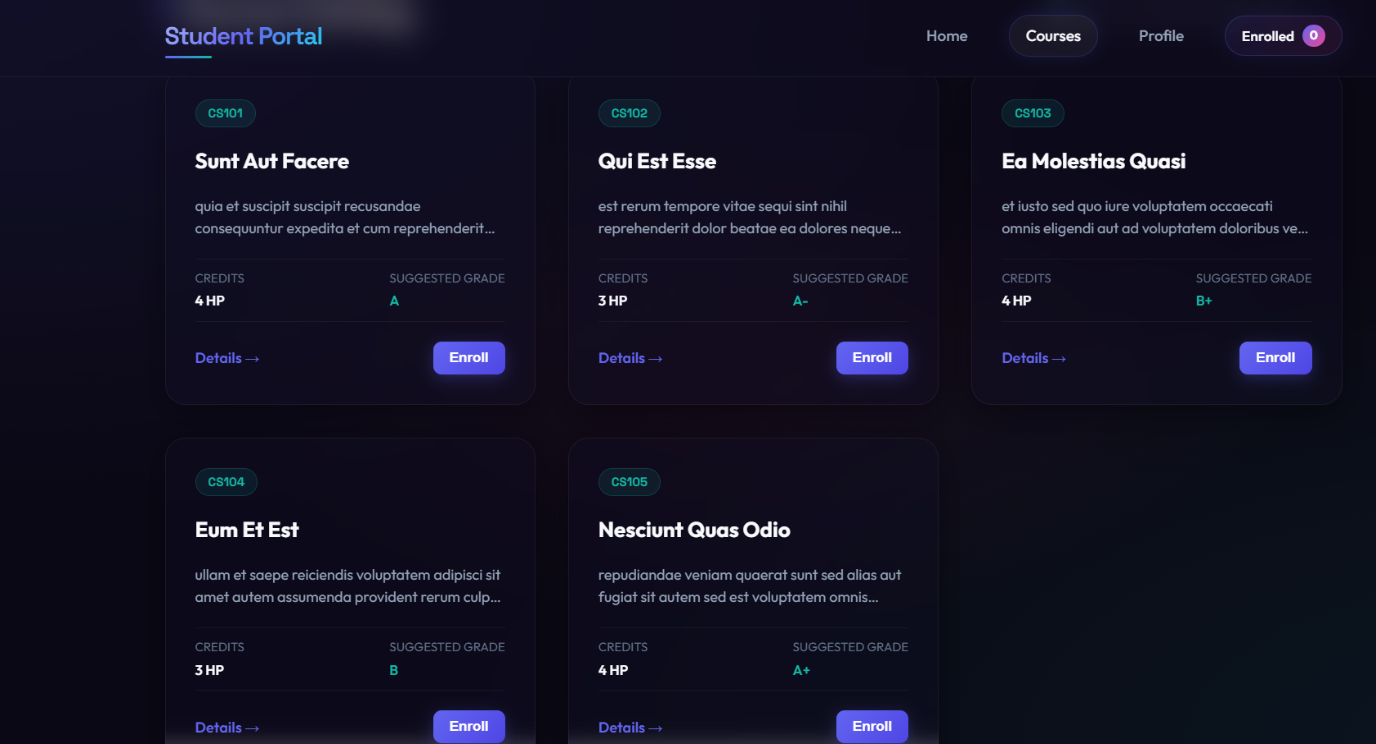 Student Portal
Home
Courses
Profile
Enrolled 0
CS101
Sunt Aut Facere
quia et suscipit suscipit recusandae
consequuntur expedita et cum reprehenderit...
CREDITS
SUGGESTED GRADE
4 HP
A
Details →
Enroll
CS102
Qui Est Esse
est rerum tempore vitae sequi sint nihil
reprehenderit dolor beatae ea dolores neque...
CREDITS
SUGGESTED GRADE
3 HP
A-
Details →
Enroll
CS103
Ea Molestias Quasi
et iusto sed quo iure voluptatem occaecati
omnis eligendi aut ad voluptatem doloribus ve...
CREDITS
SUGGESTED GRADE
4 HP
B+
Details →
Enroll
CS104
Eum Et Est
ullam et saepe reiciendis voluptatem adipisci sit
amet autem assumenda provident rerum culp...
CREDITS
SUGGESTED GRADE
3 HP
B
Details →
Enroll
CS105
Nesciunt Quas Odio
repudiandae veniam quaerat sunt sed alias aut
fugiat sit autem sed est voluptatem omnis...
CREDITS
SUGGESTED GRADE
4 HP
A+
Details →
Enroll